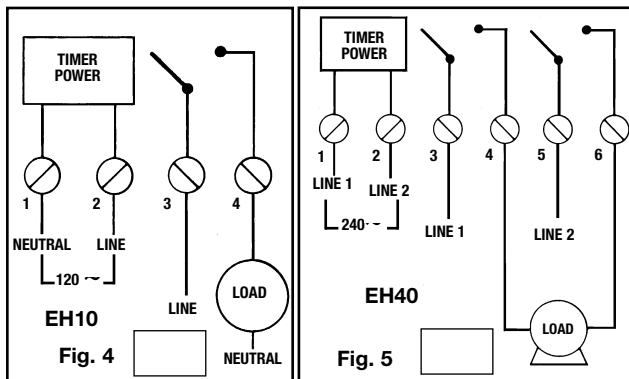 TIMER
POWER
1
2
3
4
NEUTRAL
LINE
120 ~
LINE
LOAD
NEUTRAL
EH10
Fig. 4
TIMER
POWER
1
2
3
4
5
6
LINE 1
LINE 2
240~
LINE 1
LINE 2
EH40
LOAD
Fig. 5